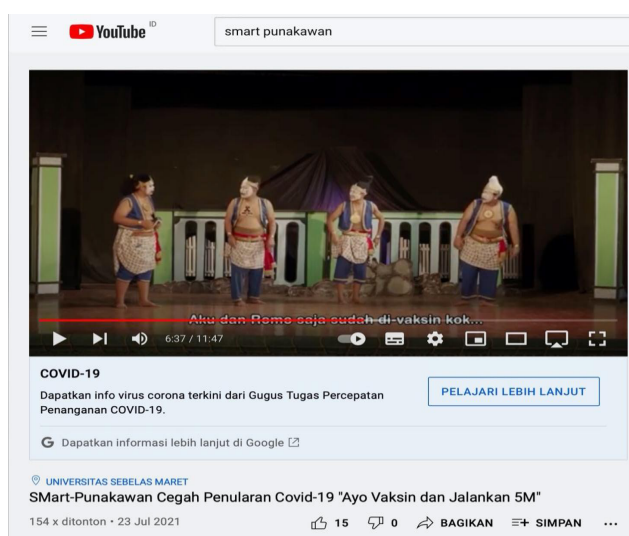 YouTube ID
smart punakawan
Aku dan Romo saja sudah di-vaksin kok...
6:37 / 11:47
COVID-19
Dapatkan info virus corona terkini dari Gugus Tugas Percepatan
Penanganan COVID-19.
PELAJARI LEBIH LANJUT
G Dapatkan informasi lebih lanjut di Google
UNIVERSITAS SEBELAS MARET
SMart-Punakawan Cegah Penularan Covid-19 "Ayo Vaksin dan Jalankan 5M"
154 x ditonton • 23 Jul 2021
15 0 BAGIKAN SIMPAN ...